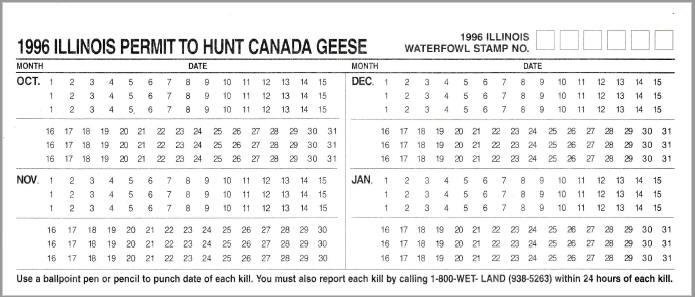 1996 ILLINOIS PERMIT TO HUNT CANADA GEESE
1996 ILLINOIS
WATERFOWL STAMP NO.
MONTH DATE
OCT. 1 2 3 4 5 6 7 8 9 10 11 12 13 14 15
1 2 3 4 5 6 7 8 9 10 11 12 13 14 15
1 2 3 4 5 6 7 8 9 10 11 12 13 14 15
16 17 18 19 20 21 22 23 24 25 26 27 28 29 30 31
16 17 18 19 20 21 22 23 24 25 26 27 28 29 30 31
16 17 18 19 20 21 22 23 24 25 26 27 28 29 30 31
NOV. 1 2 3 4 5 6 7 8 9 10 11 12 13 14 15
1 2 3 4 5 6 7 8 9 10 11 12 13 14 15
1 2 3 4 5 6 7 8 9 10 11 12 13 14 15
16 17 18 19 20 21 22 23 24 25 26 27 28 29 30
16 17 18 19 20 21 22 23 24 25 26 27 28 29 30
16 17 18 19 20 21 22 23 24 25 26 27 28 29 30
MONTH DATE
DEC. 1 2 3 4 5 6 7 8 9 10 11 12 13 14 15
1 2 3 4 5 6 7 8 9 10 11 12 13 14 15
1 2 3 4 5 6 7 8 9 10 11 12 13 14 15
16 17 18 19 20 21 22 23 24 25 26 27 28 29 30 31
16 17 18 19 20 21 22 23 24 25 26 27 28 29 30 31
16 17 18 19 20 21 22 23 24 25 26 27 28 29 30 31
JAN. 1 2 3 4 5 6 7 8 9 10 11 12 13 14 15
1 2 3 4 5 6 7 8 9 10 11 12 13 14 15
1 2 3 4 5 6 7 8 9 10 11 12 13 14 15
16 17 18 19 20 21 22 23 24 25 26 27 28 29 30 31
16 17 18 19 20 21 22 23 24 25 26 27 28 29 30 31
16 17 18 19 20 21 22 23 24 25 26 27 28 29 30 31
Use a ballpoint pen or pencil to punch date of each kill. You must also report each kill by calling 1-800-WET- LAND (938-5263) within 24 hours of each kill.